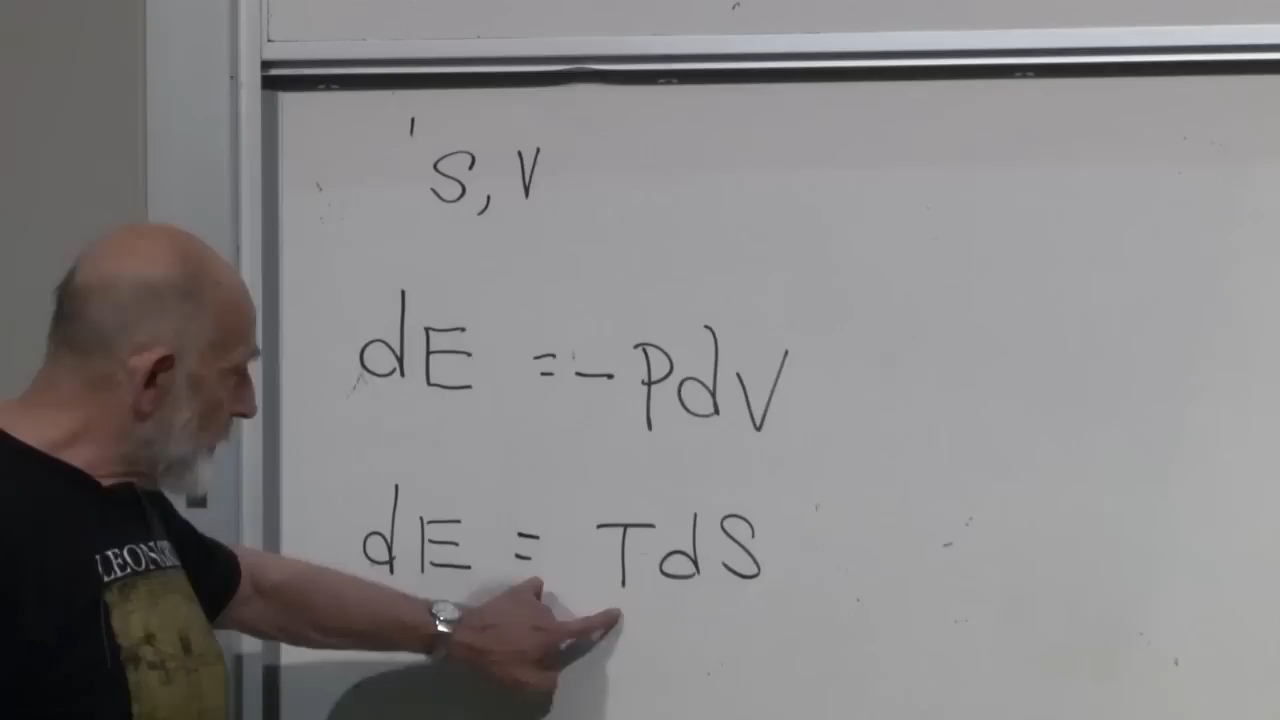 S, V
dE = - PdV
dE = TdS